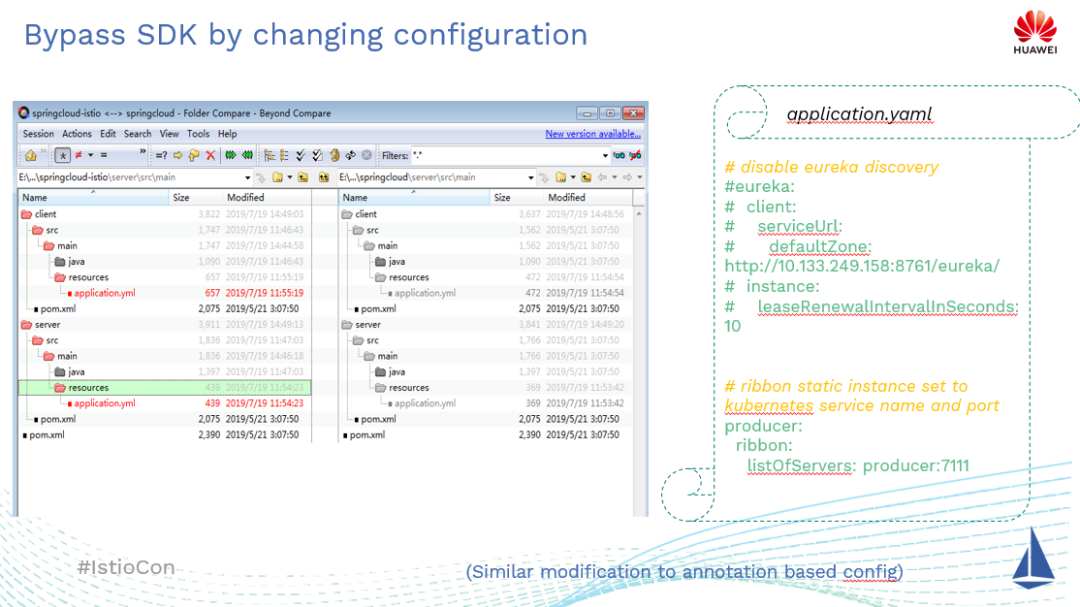 Bypass SDK by changing configuration
HUAWEI
springcloud-istio <--> springcloud - Folder Compare - Beyond Compare
Session Actions Edit Search View Tools Help New version available...
Filters: *.*
E:\...\springcloud-istio\server\src\main E:\...\springcloud\server\src\main
Name Size Modified Name Size Modified
client 3,822 2019/7/19 14:49:03 client 3,637 2019/7/19 14:48:56
src 1,747 2019/7/19 11:46:43 src 1,562 2019/5/21 3:07:50
main 1,747 2019/7/19 14:44:58 main 1,562 2019/5/21 3:07:50
java 1,090 2019/7/19 11:46:43 java 1,090 2019/5/21 3:07:50
resources 657 2019/7/19 11:55:19 resources 472 2019/7/19 11:54:54
application.yml 657 2019/7/19 11:55:19 application.yml 472 2019/7/19 11:54:54
pom.xml 2,075 2019/5/21 3:07:50 pom.xml 2,075 2019/5/21 3:07:50
server 3,911 2019/7/19 14:49:13 server 3,841 2019/7/19 14:49:20
src 1,836 2019/7/19 11:47:03 src 1,766 2019/5/21 3:07:50
main 1,836 2019/7/19 14:46:18 main 1,766 2019/5/21 3:07:50
java 1,397 2019/7/19 11:47:03 java 1,397 2019/5/21 3:07:50
resources 439 2019/7/19 11:54:23 resources 369 2019/7/19 11:53:42
application.yml 439 2019/7/19 11:54:23 application.yml 369 2019/7/19 11:53:42
pom.xml 2,075 2019/5/21 3:07:50 pom.xml 2,075 2019/5/21 3:07:50
pom.xml 2,390 2019/5/21 3:07:50 pom.xml 2,390 2019/5/21 3:07:50
application.yaml
# disable eureka discovery
#eureka:
# client:
# serviceUrl:
# defaultZone:
http://10.133.249.158:8761/eureka/
# instance:
# leaseRenewalIntervalInSeconds:
10
# ribbon static instance set to
kubernetes service name and port
producer:
ribbon:
listOfServers: producer:7111
#IstioCon
(Similar modification to annotation based config)